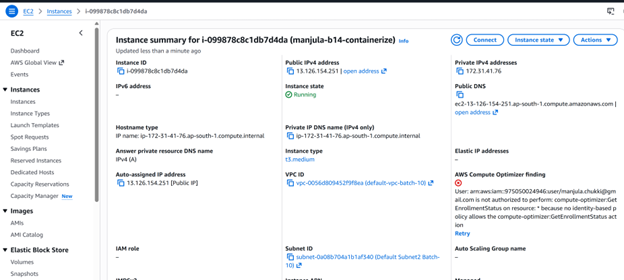 EC2 > Instances > i-099878c8c1db7d4da
EC2
Dashboard
AWS Global View
Events
Instances
Instances
Instance Types
Launch Templates
Spot Requests
Savings Plans
Reserved Instances
Dedicated Hosts
Capacity Reservations
Capacity Manager New
Images
AMIs
AMI Catalog
Elastic Block Store
Volumes
Snapshots
Instance summary for i-099878c8c1db7d4da (manjula-b14-containerize) Info
Updated less than a minute ago
Connect
Instance state
Actions
Instance ID
i-099878c8c1db7d4da
Public IPv4 address
13.126.154.251 | open address
Private IPv4 addresses
172.31.41.76
IPv6 address
–
Instance state
Running
Public DNS
ec2-13-126-154-251.ap-south-1.compute.amazonaws.com |
open address
Hostname type
IP name: ip-172-31-41-76.ap-south-1.compute.internal
Private IP DNS name (IPv4 only)
ip-172-31-41-76.ap-south-1.compute.internal
Answer private resource DNS name
IPv4 (A)
Instance type
t3.medium
Elastic IP addresses
–
Auto-assigned IP address
13.126.154.251 [Public IP]
VPC ID
vpc-0056d809452f9f8ea (default-vpc-batch-10)
AWS Compute Optimizer finding
User: arn:aws:iam::975050024946:user/manjula.chukki@g
mail.com is not authorized to perform: compute-optimizer:Get
EnrollmentStatus on resource: * because no identity-based p
olicy allows the compute-optimizer:GetEnrollmentStatus act
ion
Retry
IAM role
–
Subnet ID
subnet-0a08b704a1b1af340 (Default Subnet2 Batch-
10)
Auto Scaling Group name
–